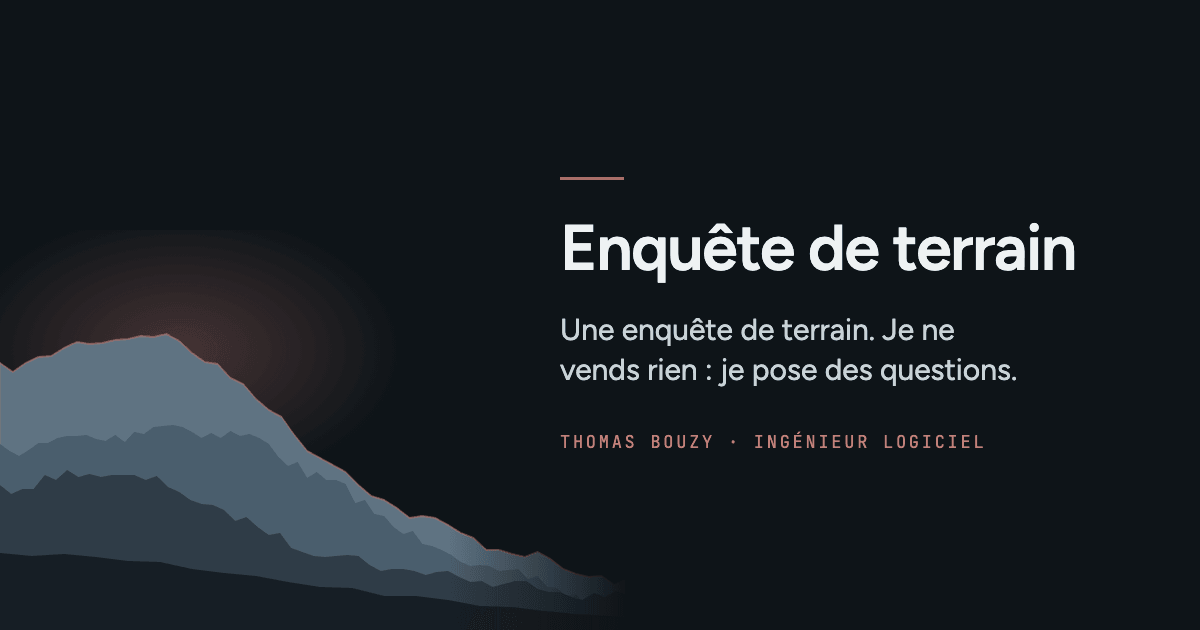 Enquête de terrain
Une enquête de terrain. Je ne
vends rien : je pose des questions.
THOMAS BOUZY · INGÉNIEUR LOGICIEL